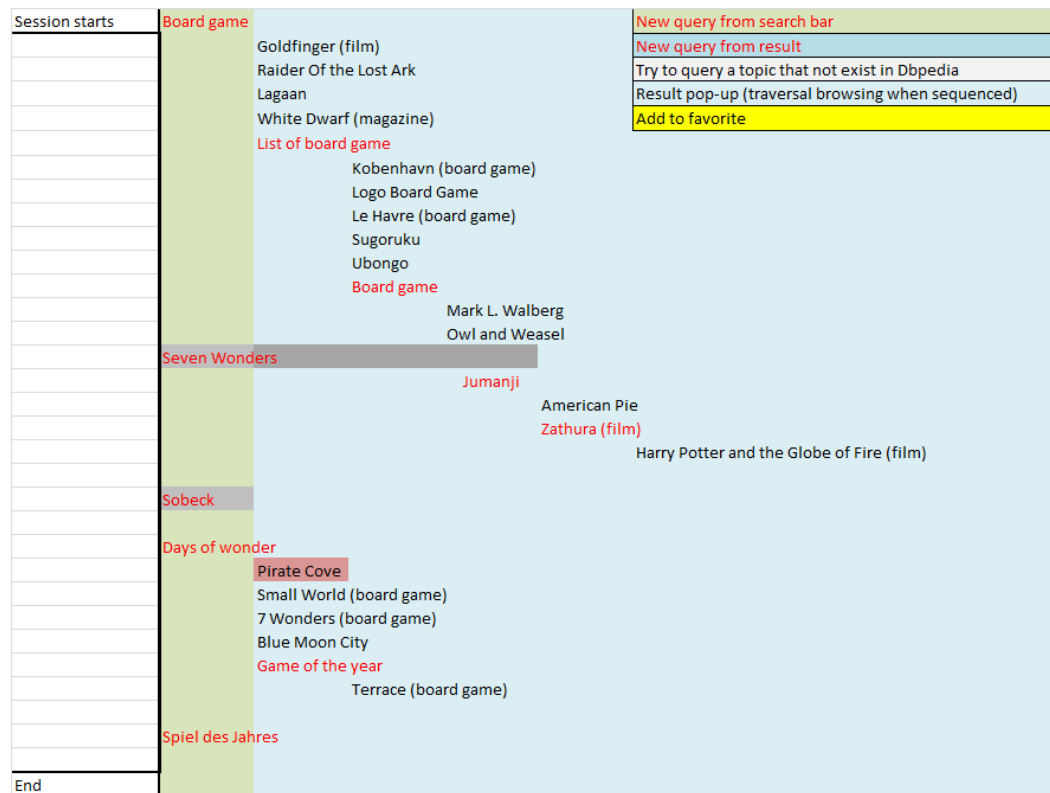 Session starts
Board game
New query from search bar
Goldfinger (film)
New query from result
Raider Of the Lost Ark
Try to query a topic that not exist in Dbpedia
Lagaan
Result pop-up (traversal browsing when sequenced)
White Dwarf (magazine)
Add to favorite
List of board game
Kobenhavn (board game)
Logo Board Game
Le Havre (board game)
Sugoruku
Ubongo
Board game
Mark L. Walberg
Owl and Weasel
Seven Wonders
Jumanji
American Pie
Zathura (film)
Harry Potter and the Globe of Fire (film)
Sobeck
Days of wonder
Pirate Cove
Small World (board game)
7 Wonders (board game)
Blue Moon City
Game of the year
Terrace (board game)
Spiel des Jahres
End